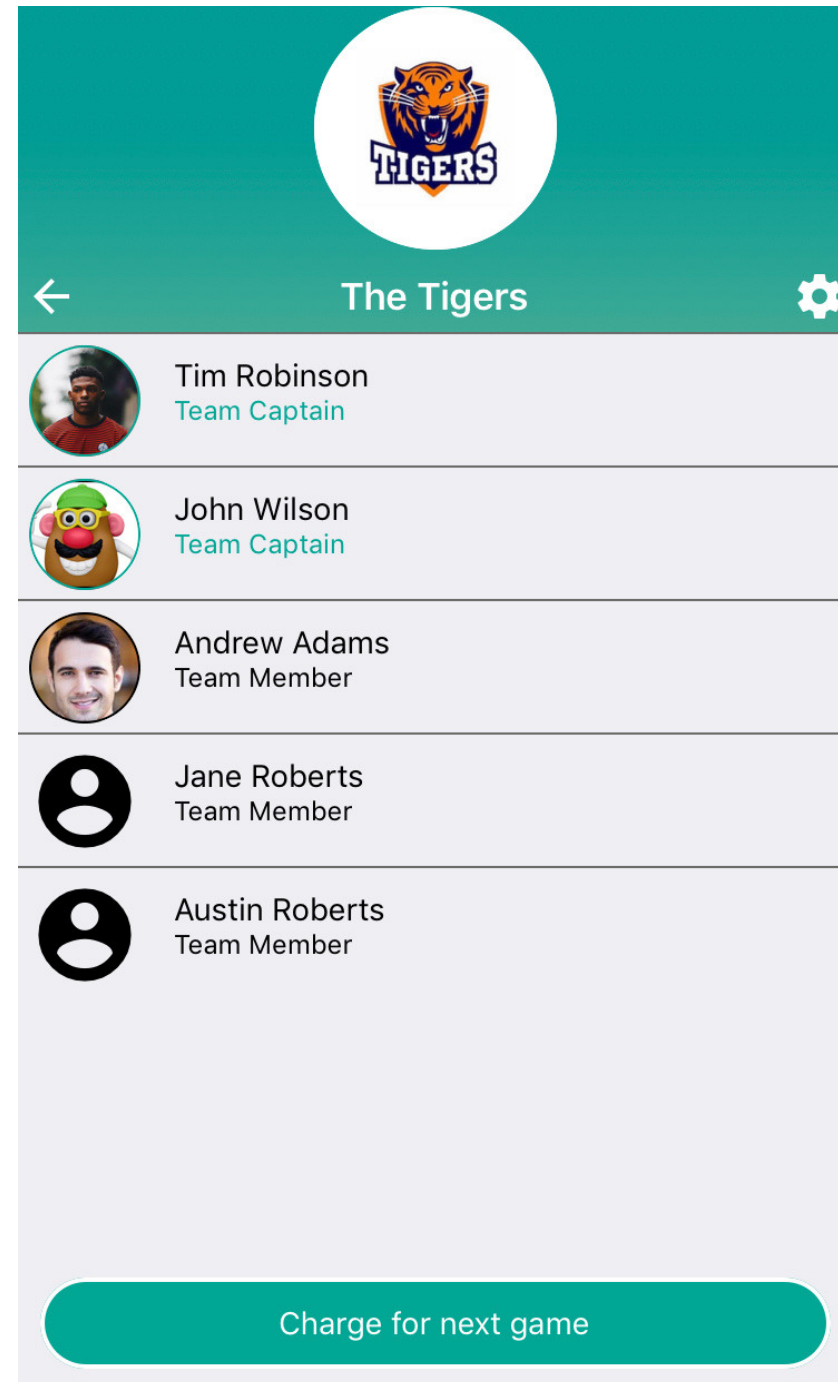 TIGERS
The Tigers
Tim Robinson
Team Captain
John Wilson
Team Captain
Andrew Adams
Team Member
Jane Roberts
Team Member
Austin Roberts
Team Member
Charge for next game